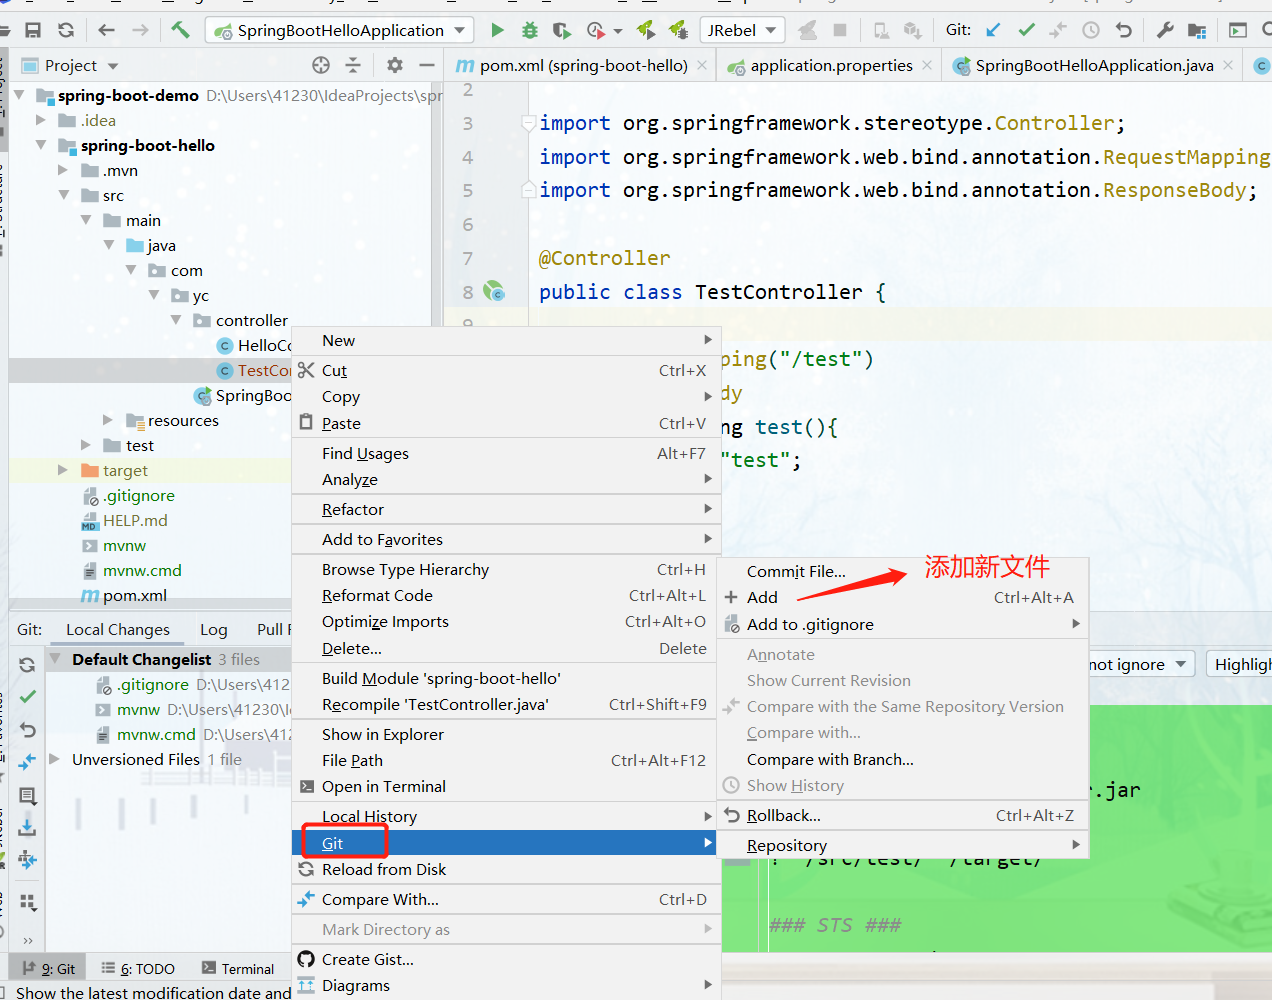 SpringBootHelloApplication
JRebel
Git:
Project
pom.xml (spring-boot-hello)
application.properties
SpringBootHelloApplication.java
spring-boot-demo D:\Users\41230\IdeaProjects\spr
.idea
spring-boot-hello
.mvn
src
main
java
com
yc
controller
HelloCo
TestCon
SpringBoo
resources
test
target
.gitignore
HELP.md
mvnw
mvnw.cmd
pom.xml
2
3 import org.springframework.stereotype.Controller;
4 import org.springframework.web.bind.annotation.RequestMapping
5 import org.springframework.web.bind.annotation.ResponseBody;
6
7 @Controller
8 public class TestController {
9
ping("/test")
dy
ng test(){
"test";
New
Cut Ctrl+X
Copy
Paste Ctrl+V
Find Usages Alt+F7
Analyze
Refactor
Add to Favorites
Browse Type Hierarchy Ctrl+H
Reformat Code Ctrl+Alt+L
Optimize Imports Ctrl+Alt+O
Delete... Delete
Build Module 'spring-boot-hello'
Recompile 'TestController.java' Ctrl+Shift+F9
Show in Explorer
File Path Ctrl+Alt+F12
Open in Terminal
Local History
Git
Reload from Disk
Compare With... Ctrl+D
Mark Directory as
Create Gist...
Diagrams
Commit File...
添加新文件
Add Ctrl+Alt+A
Add to .gitignore
Annotate
Show Current Revision
Compare with the Same Repository Version
Compare with...
Compare with Branch...
Show History
Rollback... Ctrl+Alt+Z
Repository
Git: Local Changes Log Pull R
Default Changelist 3 files
.gitignore D:\Users\412
mvnw D:\Users\41230\Id
mvnw.cmd D:\Users\41
Unversioned Files 1 file
not ignore
Highligh
.jar
### STS ###
9: Git
6: TODO
Terminal
Show the latest modification date and